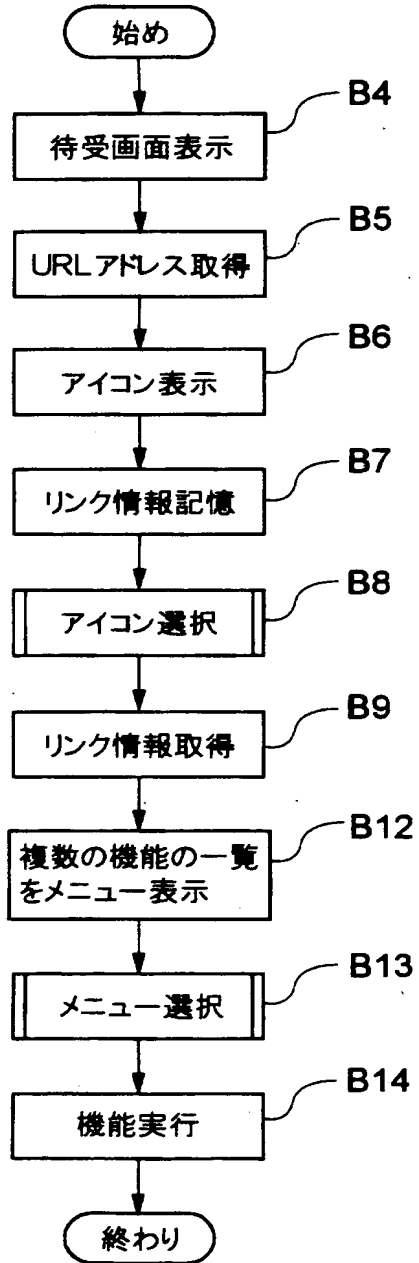 始め
待受画面表示
B4
URLアドレス取得
B5
アイコン表示
B6
リンク情報記憶
B7
アイコン選択
B8
リンク情報取得
B9
複数の機能の一覧
をメニュー表示
B12
メニュー選択
B13
機能実行
B14
終わり